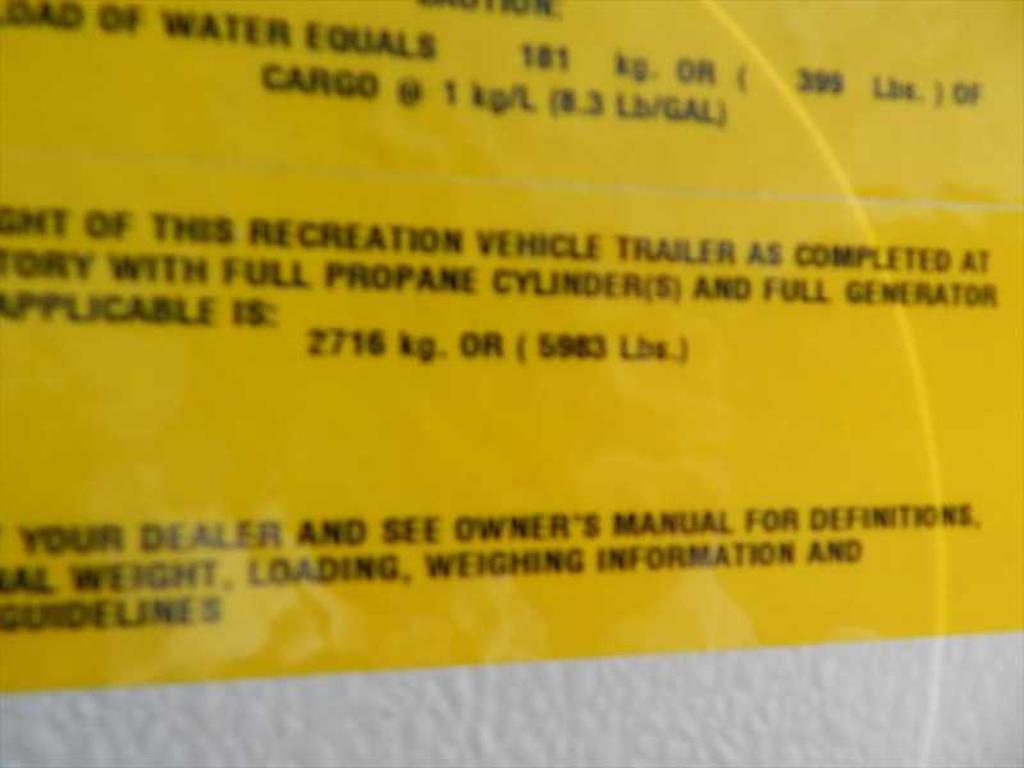 CAUTION:
LOAD OF WATER EQUALS 181 kg. OR ( 399 Lbs. ) OF
CARGO @ 1 kg/L (8.3 Lb/GAL)
GHT OF THIS RECREATION VEHICLE TRAILER AS COMPLETED AT
TORY WITH FULL PROPANE CYLINDER(S) AND FULL GENERATOR
APPLICABLE IS:
2716 kg. OR ( 5983 Lbs.)
YOUR DEALER AND SEE OWNER'S MANUAL FOR DEFINITIONS,
AL WEIGHT, LOADING, WEIGHING INFORMATION AND
GUIDELINES